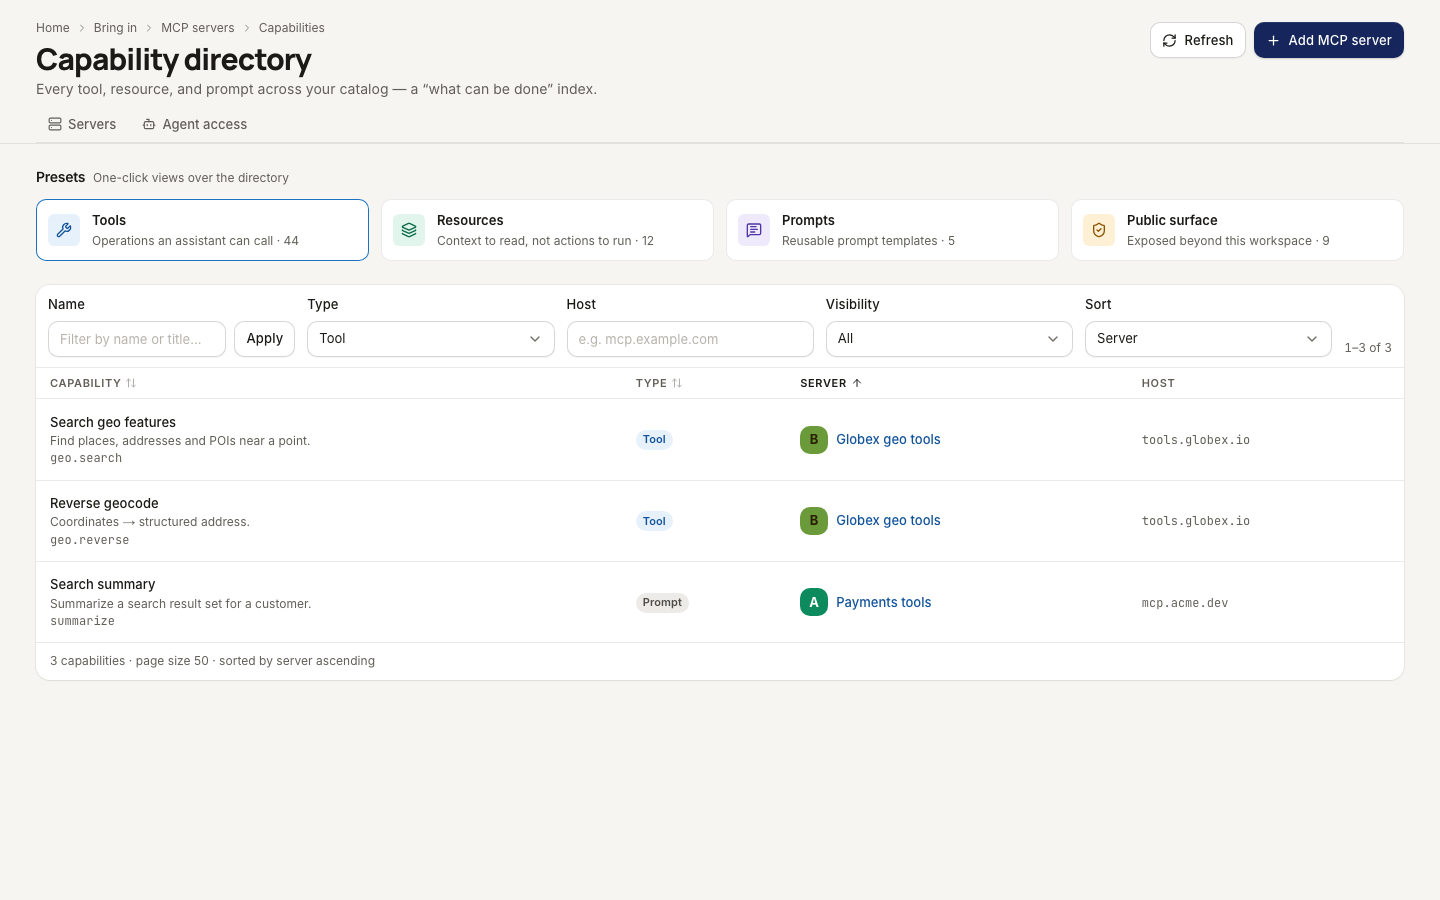 Home > Bring in > MCP servers > Capabilities
Capability directory
Every tool, resource, and prompt across your catalog — a “what can be done” index.
Refresh
Add MCP server
Servers
Agent access
Presets One-click views over the directory
Tools
Operations an assistant can call · 44
Resources
Context to read, not actions to run · 12
Prompts
Reusable prompt templates · 5
Public surface
Exposed beyond this workspace · 9
Name
Filter by name or title...
Apply
Type
Tool
Host
e.g. mcp.example.com
Visibility
All
Sort
Server
1–3 of 3
CAPABILITY TYPE SERVER HOST
Search geo features
Find places, addresses and POIs near a point.
geo.search
Tool
B Globex geo tools
tools.globex.io
Reverse geocode
Coordinates → structured address.
geo.reverse
Tool
B Globex geo tools
tools.globex.io
Search summary
Summarize a search result set for a customer.
summarize
Prompt
A Payments tools
mcp.acme.dev
3 capabilities · page size 50 · sorted by server ascending